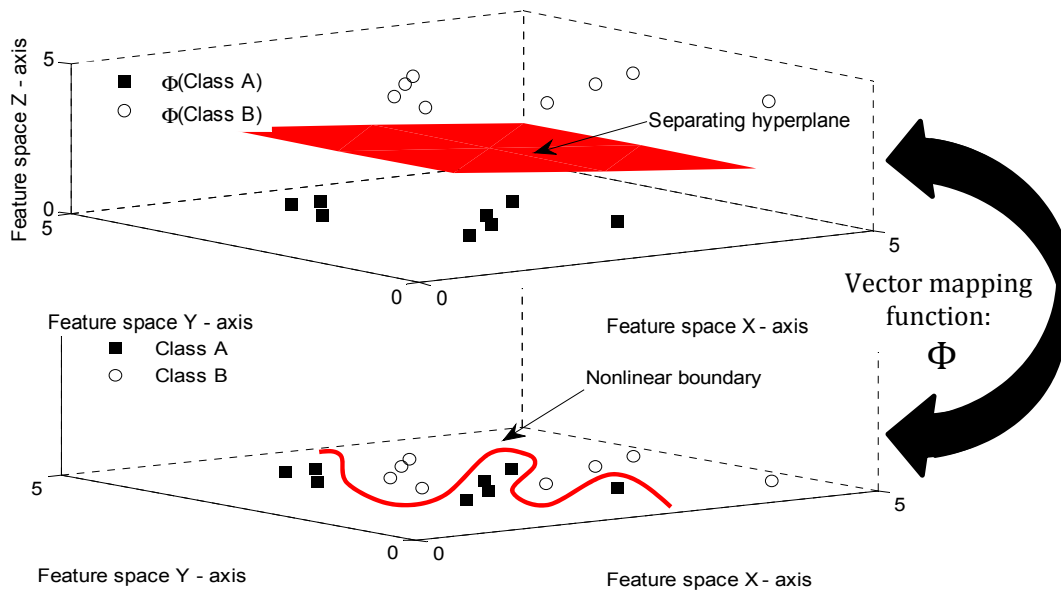 Feature space Z - axis
5
Φ(Class A)
Φ(Class B)
Separating hyperplane
0
5
5
0 0
Vector mapping
function:
Φ
Feature space Y - axis
Feature space X - axis
Class A
Class B
Nonlinear boundary
5
5
0 0
Feature space Y - axis
Feature space X - axis